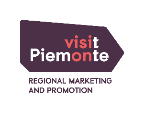 visit
Piemonte
REGIONAL MARKETING
AND PROMOTION